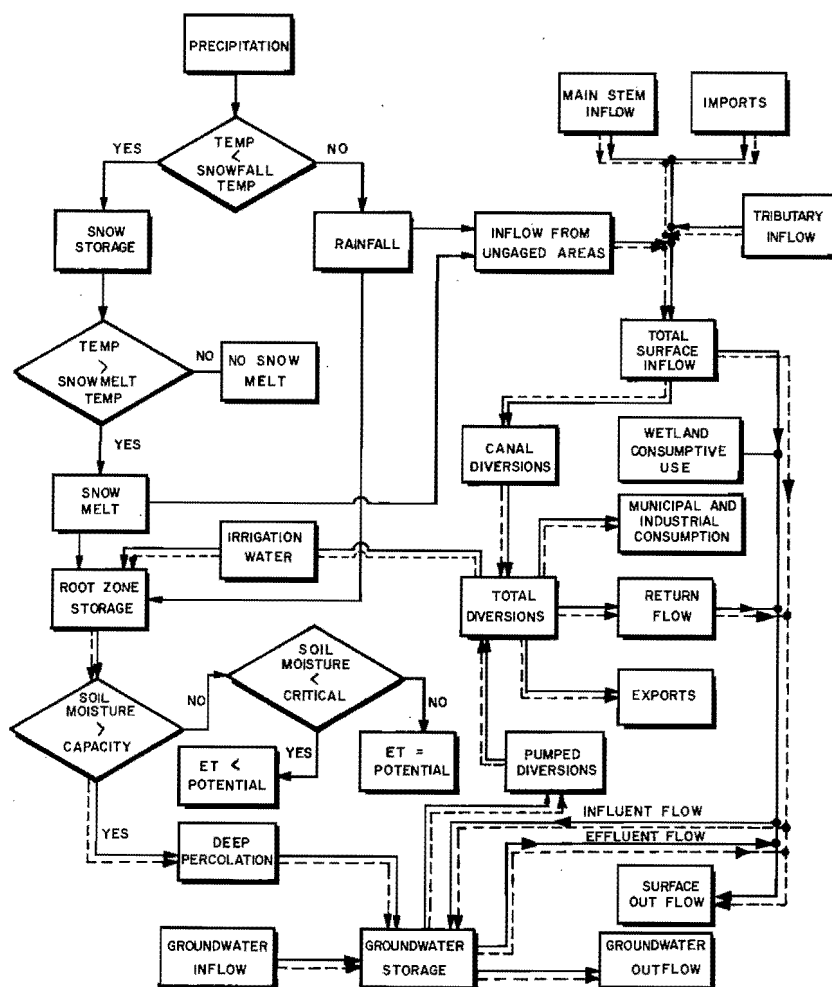 PRECIPITATION
MAIN STEM
INFLOW
IMPORTS
YES
TEMP
<
SNOWFALL
TEMP
NO
SNOW
STORAGE
RAINFALL
INFLOW FROM
UNGAGED AREAS
TRIBUTARY
INFLOW
TEMP
>
SNOWMELT
TEMP
NO
NO SNOW
MELT
TOTAL
SURFACE
INFLOW
YES
CANAL
DIVERSIONS
WETLAND
CONSUMPTIVE
USE
SNOW
MELT
MUNICIPAL AND
INDUSTRIAL
CONSUMPTION
IRRIGATION
WATER
ROOT ZONE
STORAGE
TOTAL
DIVERSIONS
RETURN
FLOW
SOIL
MOISTURE
>
CAPACITY
NO
SOIL
MOISTURE
<
CRITICAL
NO
YES
EXPORTS
ET <
POTENTIAL
ET =
POTENTIAL
PUMPED
DIVERSIONS
YES
DEEP
PERCOLATION
INFLUENT FLOW
EFFLUENT FLOW
SURFACE
OUT FLOW
GROUNDWATER
INFLOW
GROUNDWATER
STORAGE
GROUNDWATER
OUTFLOW